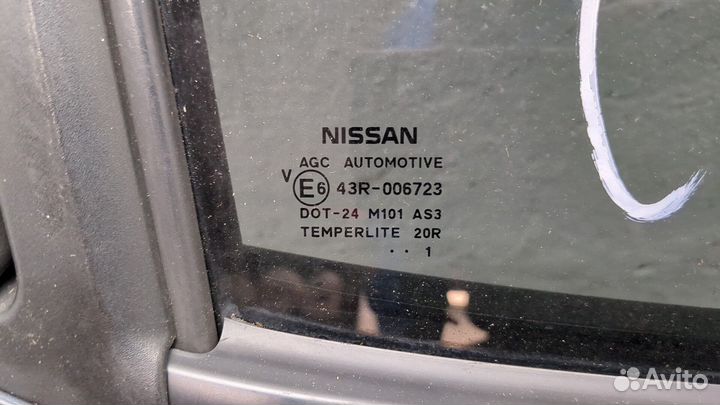 NISSAN
AGC AUTOMOTIVE
V E6 43R-006723
DOT-24 M101 AS3
TEMPERLITE 20R
· · 1
Avito